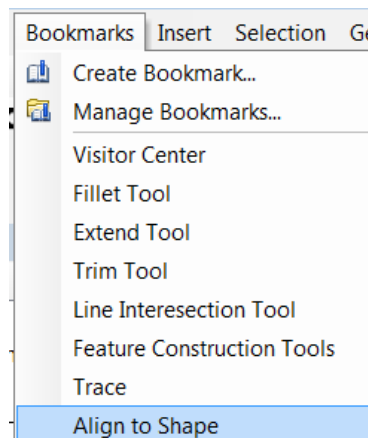 Bookmarks Insert Selection Ge
Create Bookmark...
Manage Bookmarks...
Visitor Center
Fillet Tool
Extend Tool
Trim Tool
Line Interesection Tool
Feature Construction Tools
Trace
Align to Shape